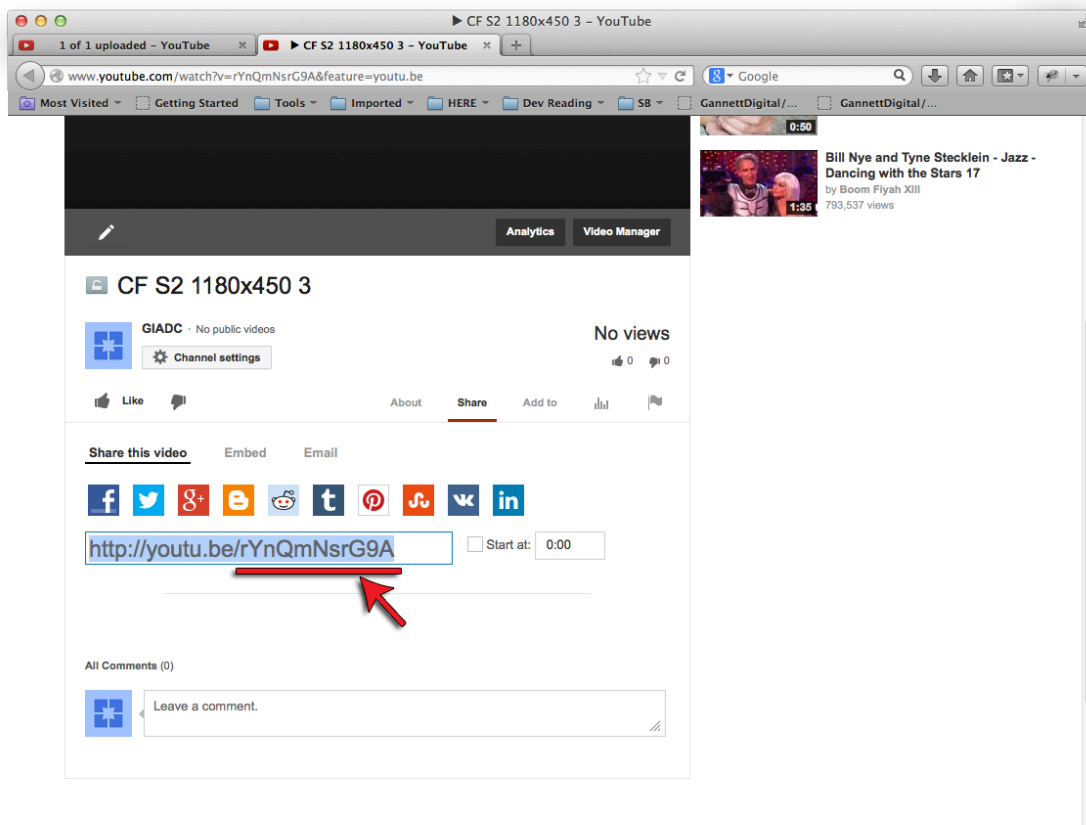 ▶ CF S2 1180x450 3 – YouTube
1 of 1 uploaded – YouTube × ▶ CF S2 1180x450 3 – YouTube × +
www.youtube.com/watch?v=rYnQmNsrG9A&feature=youtu.be Google
Most Visited Getting Started Tools Imported HERE Dev Reading SB GannettDigital/... GannettDigital/...
0:50
Bill Nye and Tyne Stecklein - Jazz -
Dancing with the Stars 17
by Boom Fiyah XIII
793,537 views
1:35
Analytics Video Manager
CF S2 1180x450 3
GIADC · No public videos
Channel settings
No views
0 0
Like About Share Add to
Share this video Embed Email
http://youtu.be/rYnQmNsrG9A Start at: 0:00
All Comments (0)
Leave a comment.